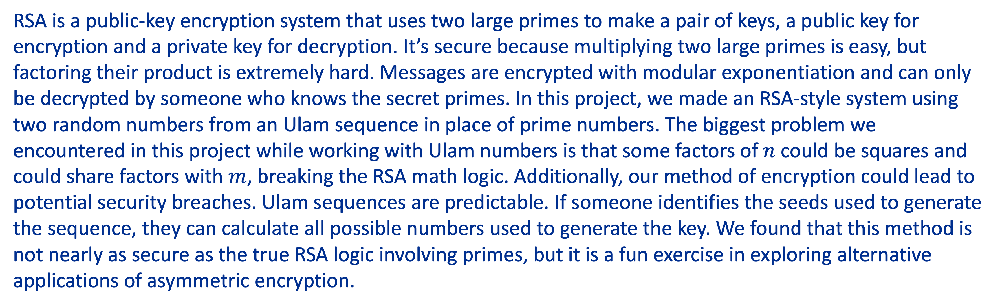 RSA is a public-key encryption system that uses two large primes to make a pair of keys, a public key for
encryption and a private key for decryption. It’s secure because multiplying two large primes is easy, but
factoring their product is extremely hard. Messages are encrypted with modular exponentiation and can only
be decrypted by someone who knows the secret primes. In this project, we made an RSA-style system using
two random numbers from an Ulam sequence in place of prime numbers. The biggest problem we
encountered in this project while working with Ulam numbers is that some factors of n could be squares and
could share factors with m, breaking the RSA math logic. Additionally, our method of encryption could lead to
potential security breaches. Ulam sequences are predictable. If someone identifies the seeds used to generate
the sequence, they can calculate all possible numbers used to generate the key. We found that this method is
not nearly as secure as the true RSA logic involving primes, but it is a fun exercise in exploring alternative
applications of asymmetric encryption.